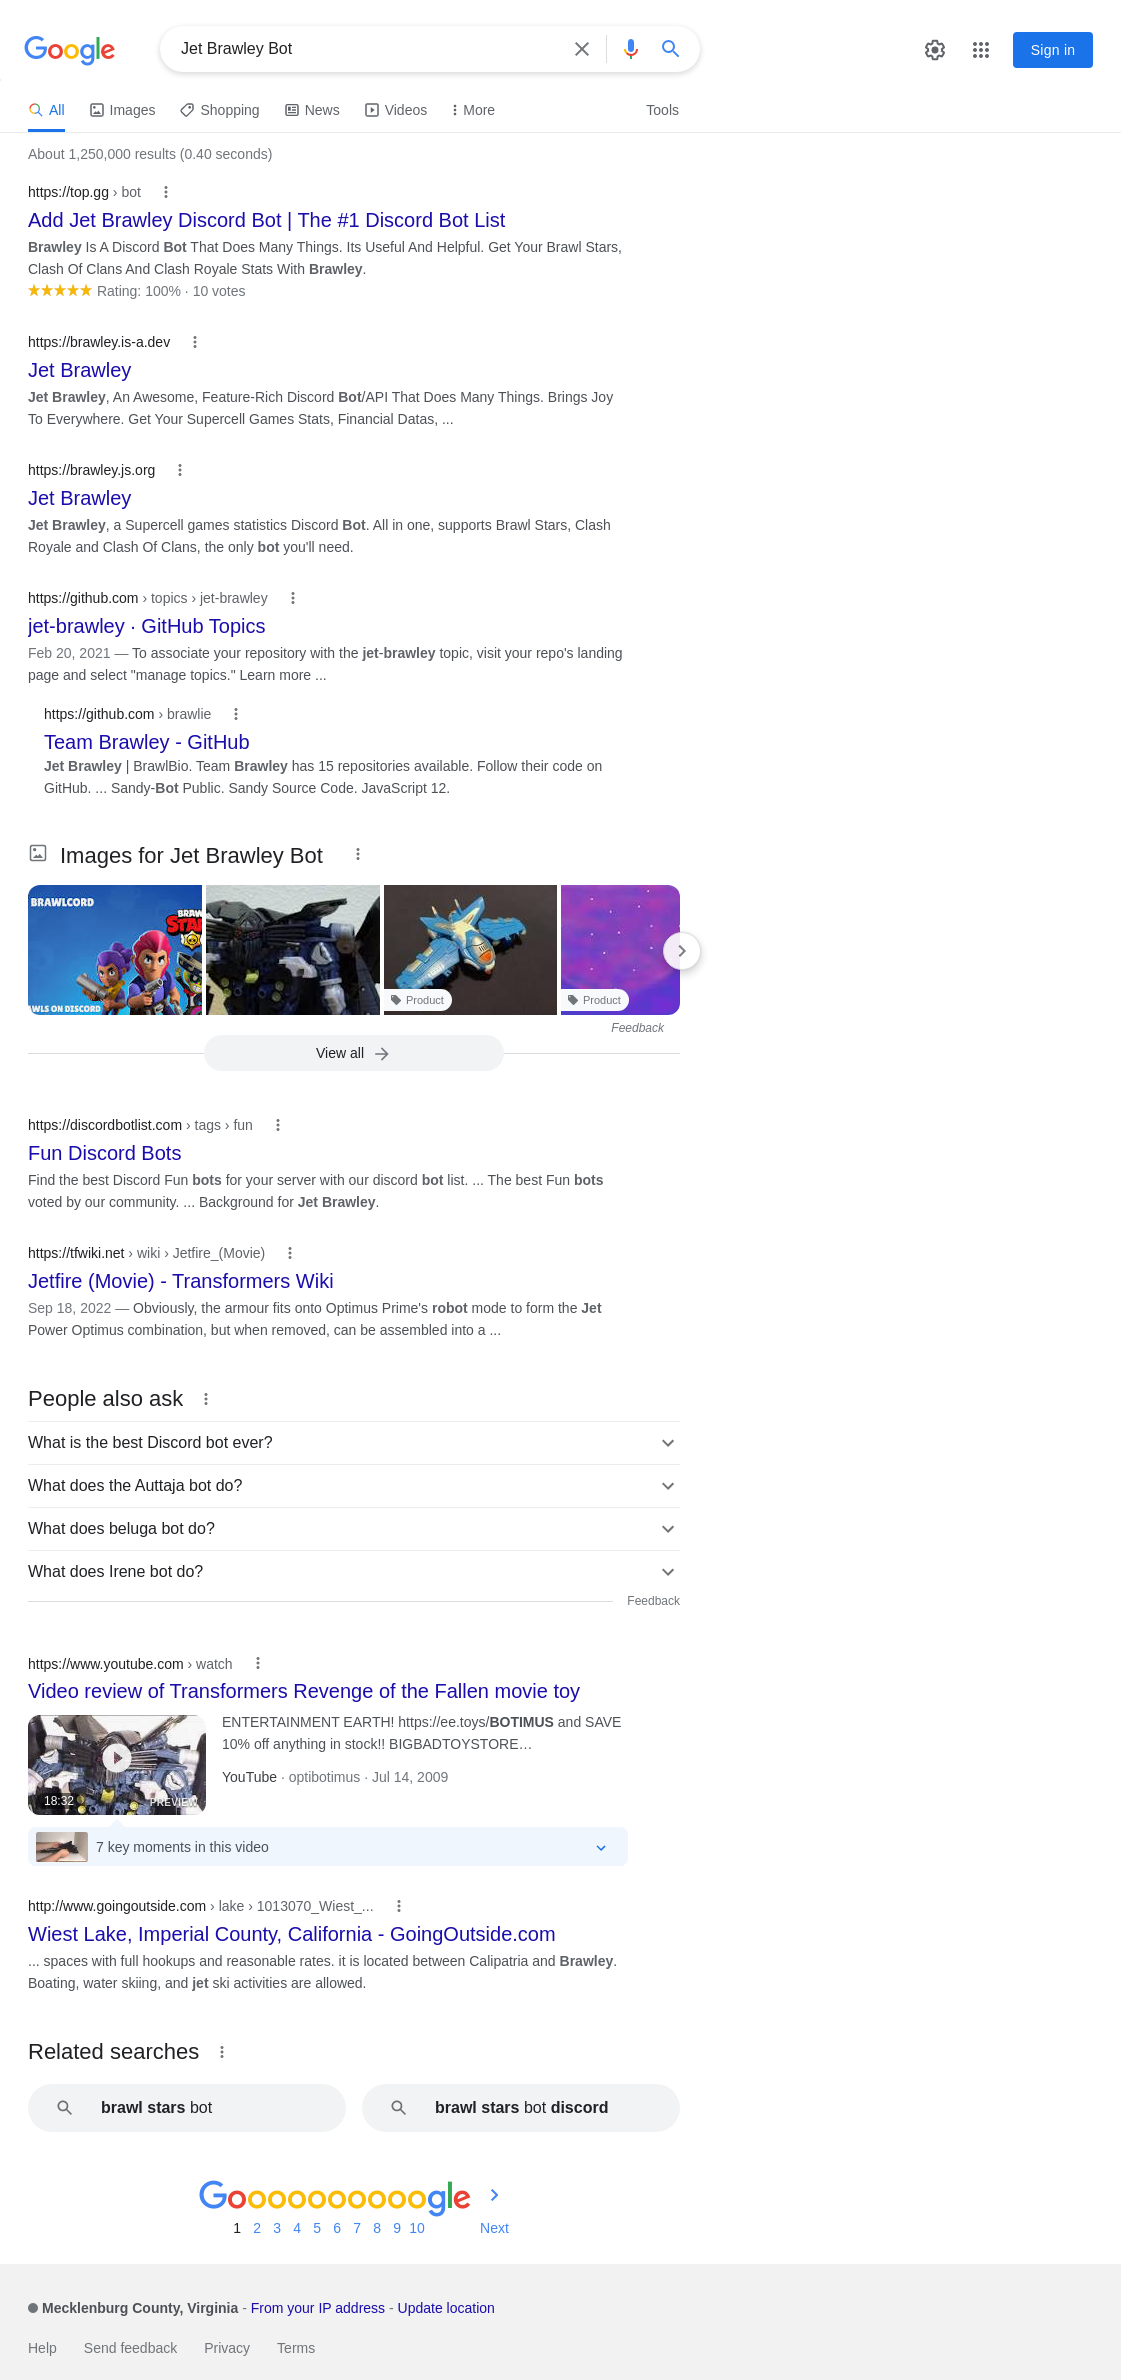 Google
Jet Brawley Bot
Sign in
All
Images
Shopping
News
Videos
More
Tools
About 1,250,000 results (0.40 seconds)
https://top.gg › bot
Add Jet Brawley Discord Bot | The #1 Discord Bot List
Brawley Is A Discord Bot That Does Many Things. Its Useful And Helpful. Get Your Brawl Stars,
Clash Of Clans And Clash Royale Stats With Brawley.
Rating: 100% · 10 votes
https://brawley.is-a.dev
Jet Brawley
Jet Brawley, An Awesome, Feature-Rich Discord Bot/API That Does Many Things. Brings Joy
To Everywhere. Get Your Supercell Games Stats, Financial Datas, ...
https://brawley.js.org
Jet Brawley
Jet Brawley, a Supercell games statistics Discord Bot. All in one, supports Brawl Stars, Clash
Royale and Clash Of Clans, the only bot you'll need.
https://github.com › topics › jet-brawley
jet-brawley · GitHub Topics
Feb 20, 2021 — To associate your repository with the jet-brawley topic, visit your repo's landing
page and select "manage topics." Learn more ...
https://github.com › brawlie
Team Brawley - GitHub
Jet Brawley | BrawlBio. Team Brawley has 15 repositories available. Follow their code on
GitHub. ... Sandy-Bot Public. Sandy Source Code. JavaScript 12.
Images for Jet Brawley Bot
BRAWLCORD
BRAW
STA
AWLS ON DISCORD
Product
Product
Feedback
View all
https://discordbotlist.com › tags › fun
Fun Discord Bots
Find the best Discord Fun bots for your server with our discord bot list. ... The best Fun bots
voted by our community. ... Background for Jet Brawley.
https://tfwiki.net › wiki › Jetfire_(Movie)
Jetfire (Movie) - Transformers Wiki
Sep 18, 2022 — Obviously, the armour fits onto Optimus Prime's robot mode to form the Jet
Power Optimus combination, but when removed, can be assembled into a ...
People also ask
What is the best Discord bot ever?
What does the Auttaja bot do?
What does beluga bot do?
What does Irene bot do?
Feedback
https://www.youtube.com › watch
Video review of Transformers Revenge of the Fallen movie toy
ENTERTAINMENT EARTH! https://ee.toys/BOTIMUS and SAVE
10% off anything in stock!! BIGBADTOYSTORE…
YouTube · optibotimus · Jul 14, 2009
18:32
PREVIEW
7 key moments in this video
http://www.goingoutside.com › lake › 1013070_Wiest_...
Wiest Lake, Imperial County, California - GoingOutside.com
... spaces with full hookups and reasonable rates. it is located between Calipatria and Brawley.
Boating, water skiing, and jet ski activities are allowed.
Related searches
brawl stars bot
brawl stars bot discord
Goooooooooogle
1 2 3 4 5 6 7 8 9 10 Next
Mecklenburg County, Virginia - From your IP address - Update location
Help
Send feedback
Privacy
Terms